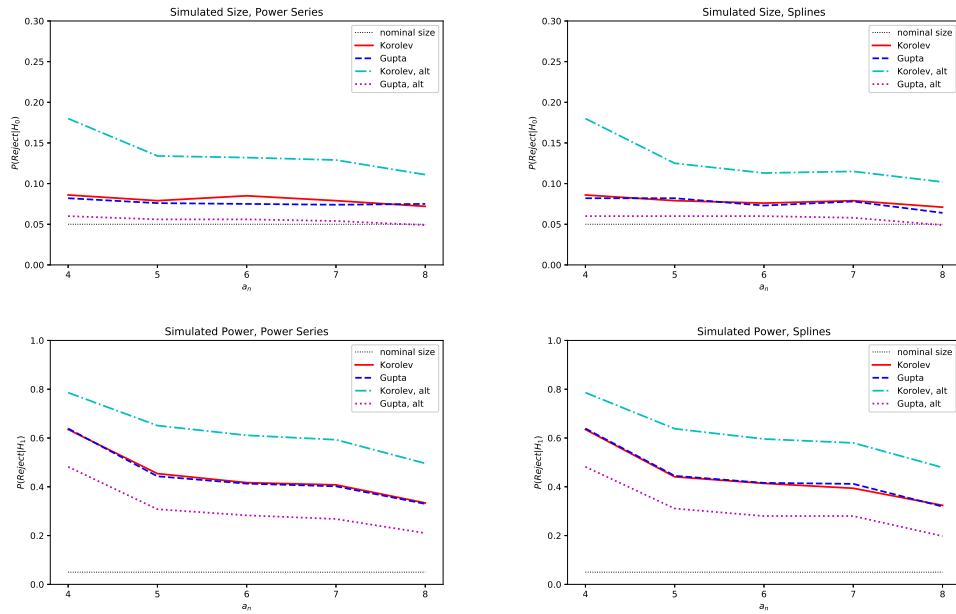 Simulated Size, Power Series
0.30
0.25
0.20
0.15
0.10
0.05
0.00
P(Reject|H₀)
nominal size
Korolev
Gupta
Korolev, alt
Gupta, alt
4 5 6 7 8
aₙ
Simulated Size, Splines
0.30
0.25
0.20
0.15
0.10
0.05
0.00
P(Reject|H₀)
nominal size
Korolev
Gupta
Korolev, alt
Gupta, alt
4 5 6 7 8
aₙ
Simulated Power, Power Series
1.0
0.8
0.6
0.4
0.2
0.0
P(Reject|H₁)
nominal size
Korolev
Gupta
Korolev, alt
Gupta, alt
4 5 6 7 8
aₙ
Simulated Power, Splines
1.0
0.8
0.6
0.4
0.2
0.0
P(Reject|H₁)
nominal size
Korolev
Gupta
Korolev, alt
Gupta, alt
4 5 6 7 8
aₙ